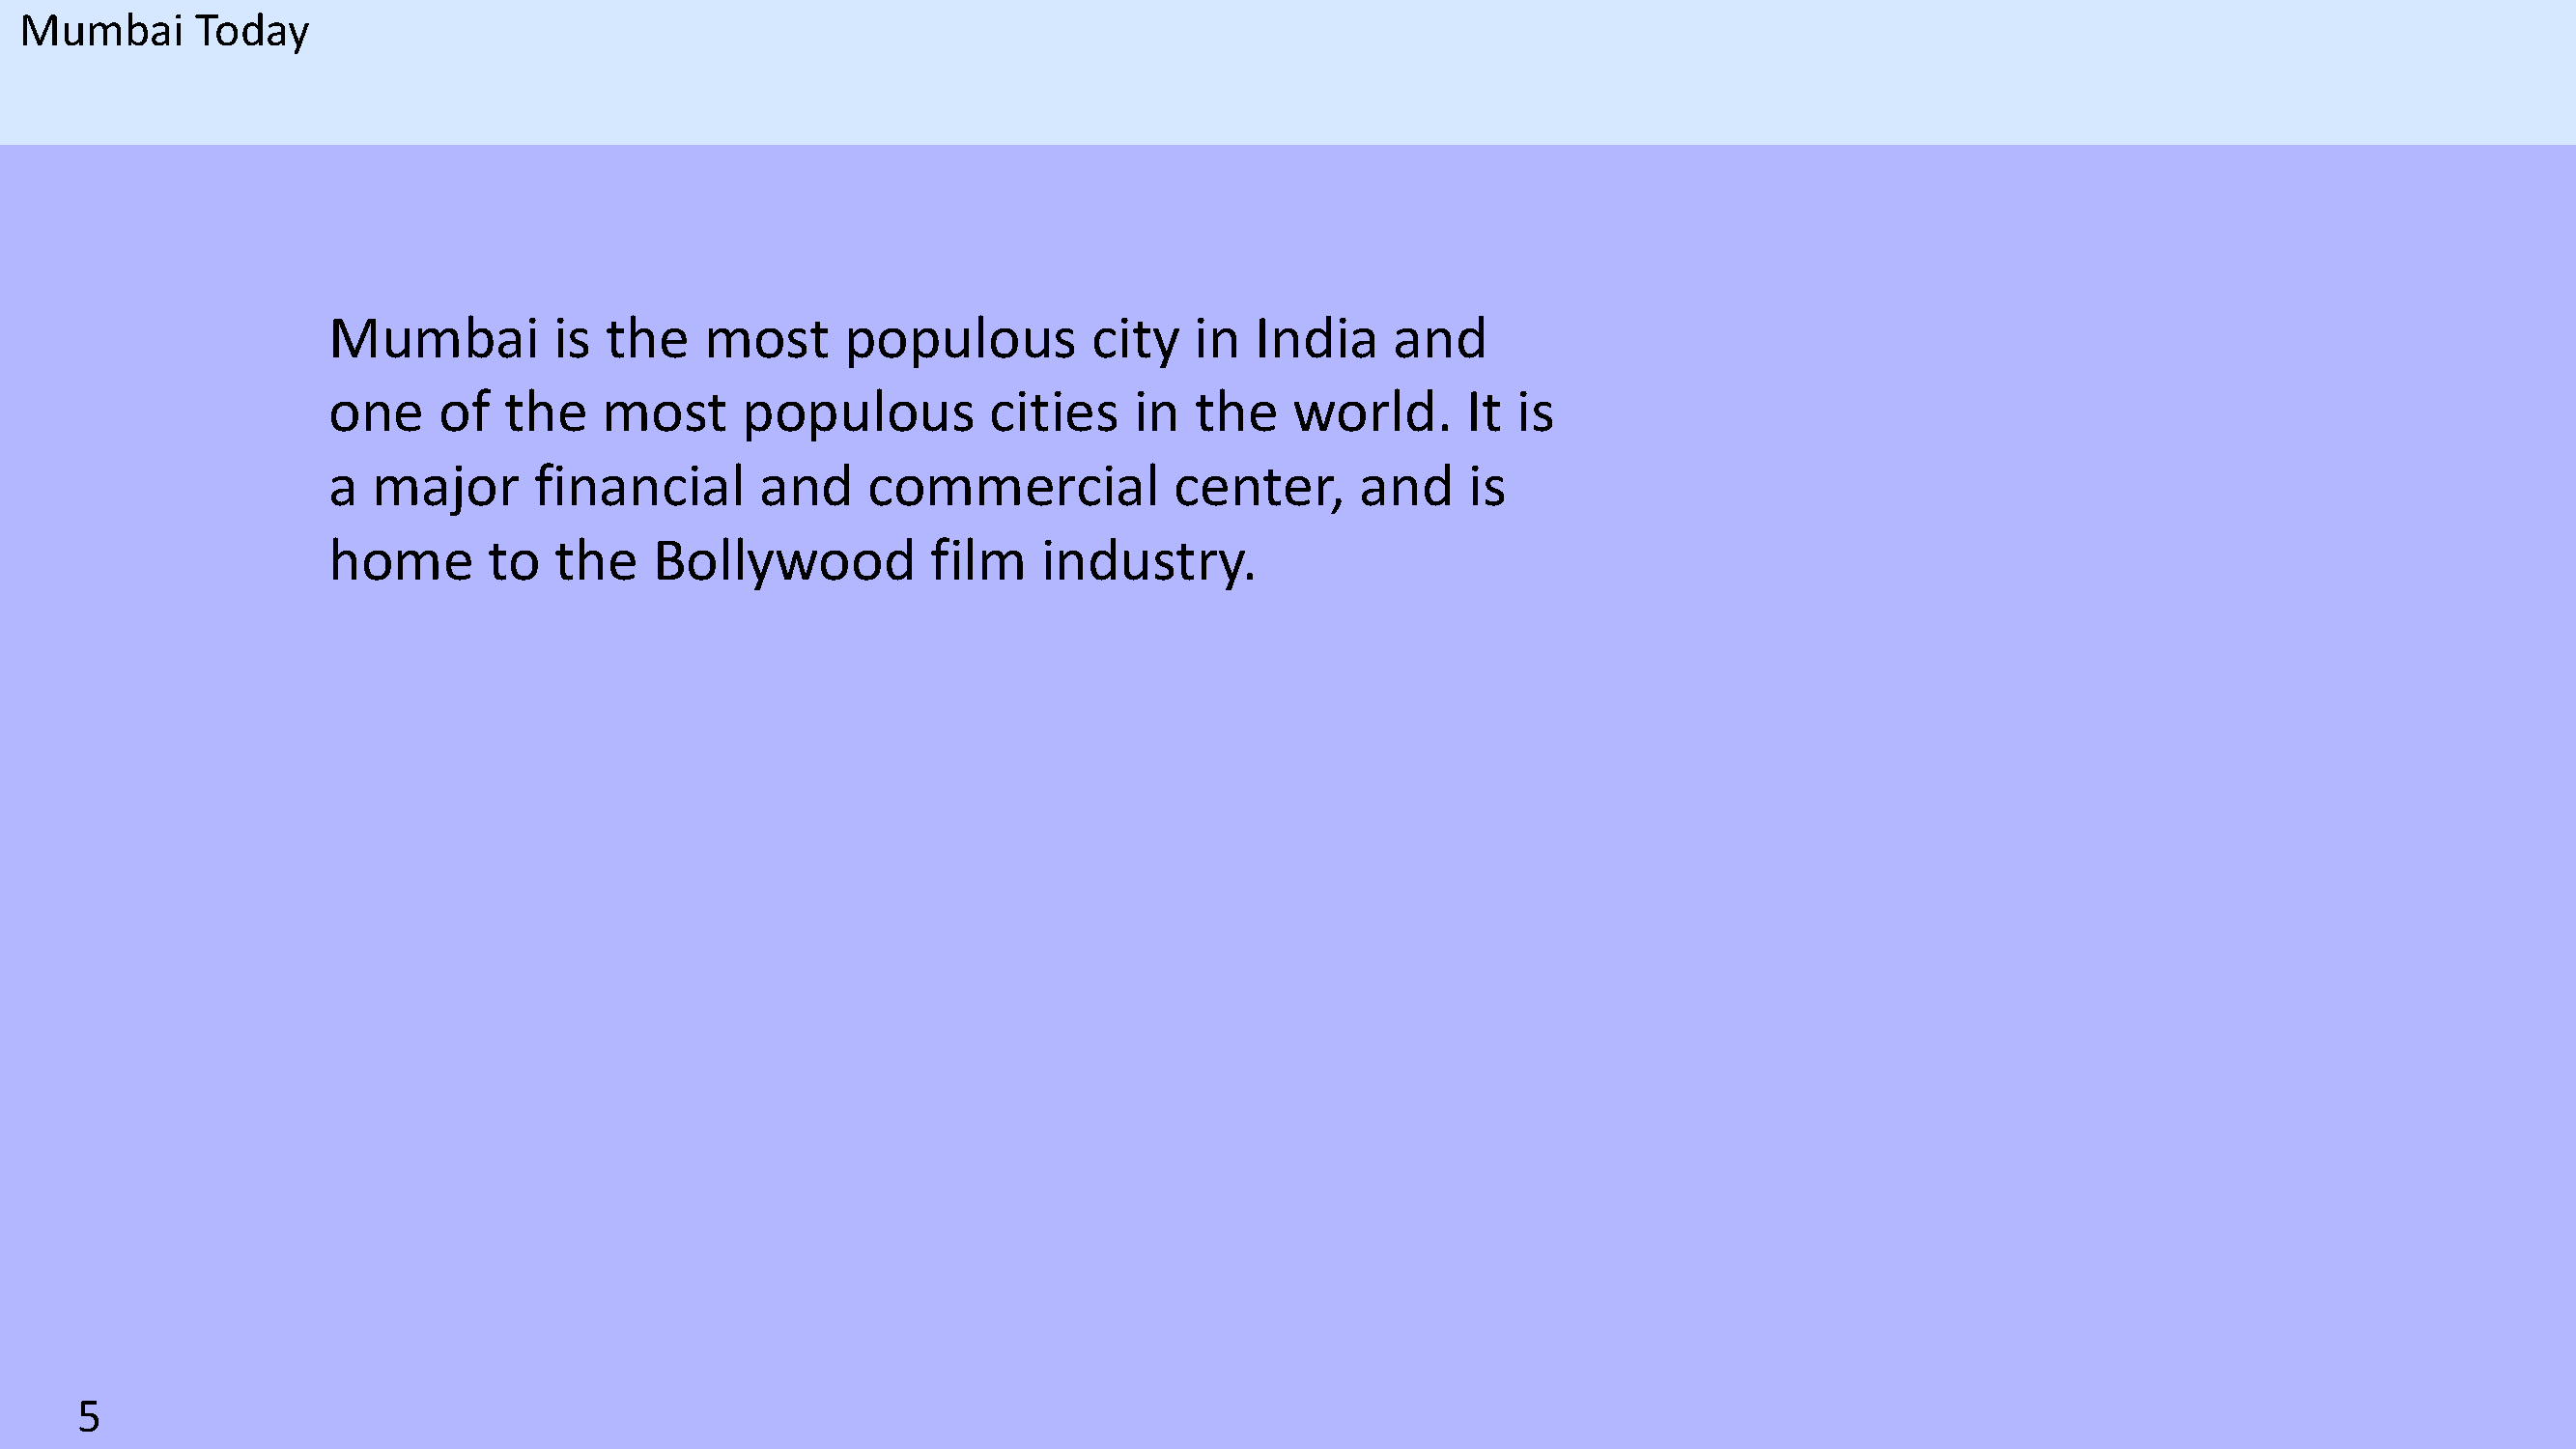 Mumbai Today
Mumbai is the most populous city in India and
one of the most populous cities in the world. It is
a major financial and commercial center, and is
home to the Bollywood film industry.
5